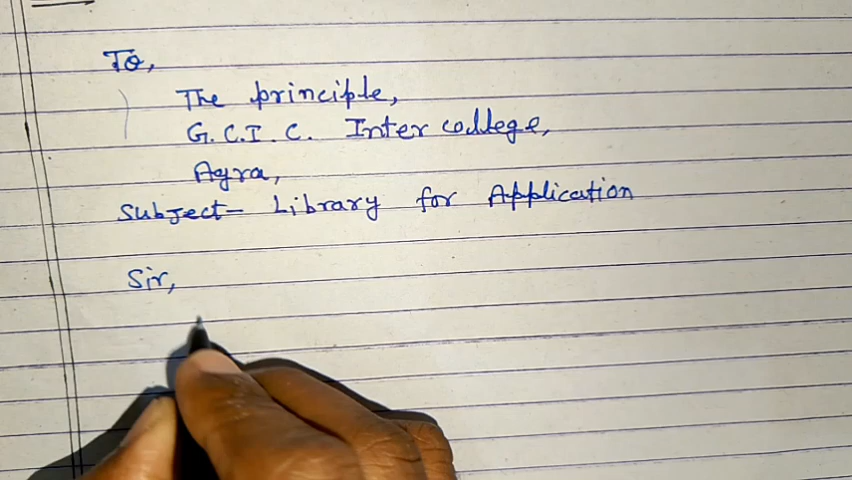 To,
The principle,
G.C.I.C. Inter college,
Agra,
Subject- Library for Application
Sir,